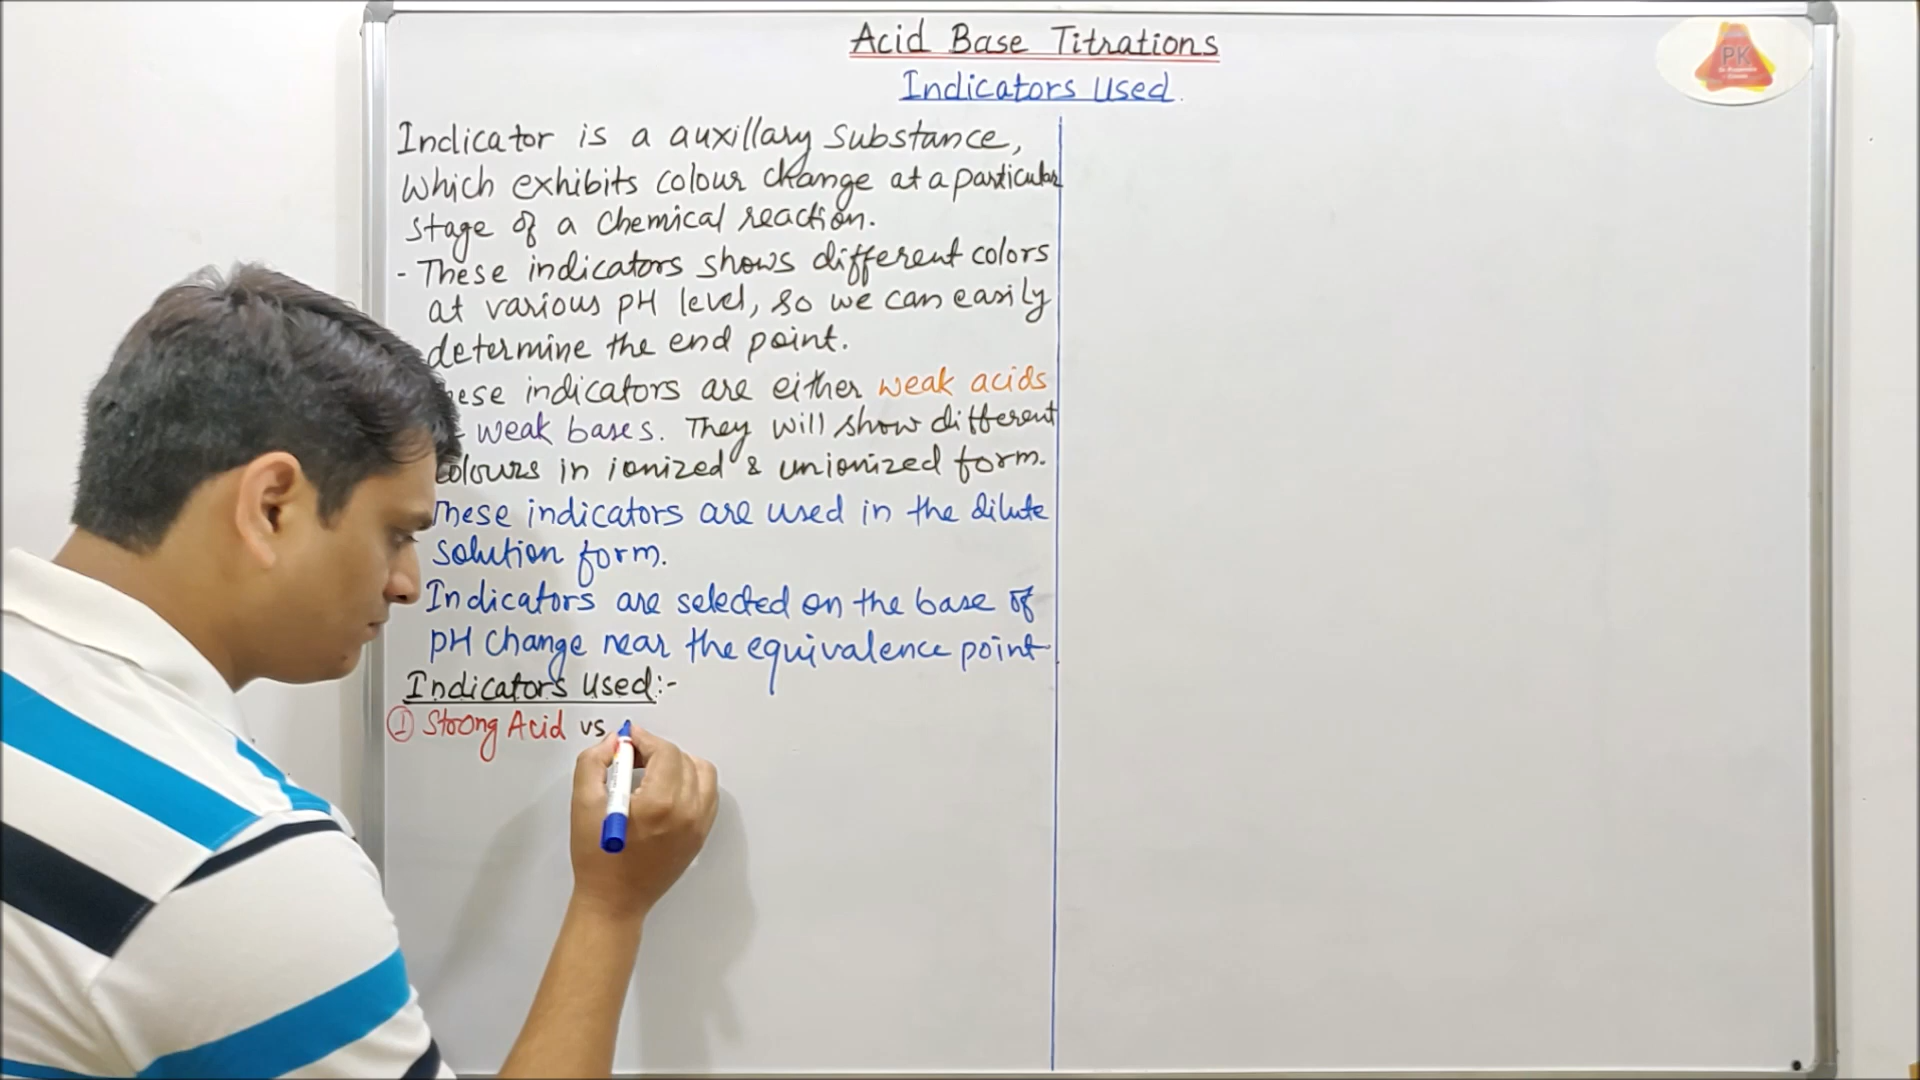 Acid Base Titrations
Indicators Used.
Indicator is a auxillary Substance,
Which exhibits colour change at a particular
stage of a Chemical reaction.
- These indicators shows different colors
at various pH level, so we can easily
determine the end point.
hese indicators are either weak acids
weak bases. They will show different
colours in ionized & unionized form.
These indicators are used in the dilute
Solution form.
Indicators are selected on the base of
pH Change near the equivalence point
Indicators Used:-
① Strong Acid vs
PK